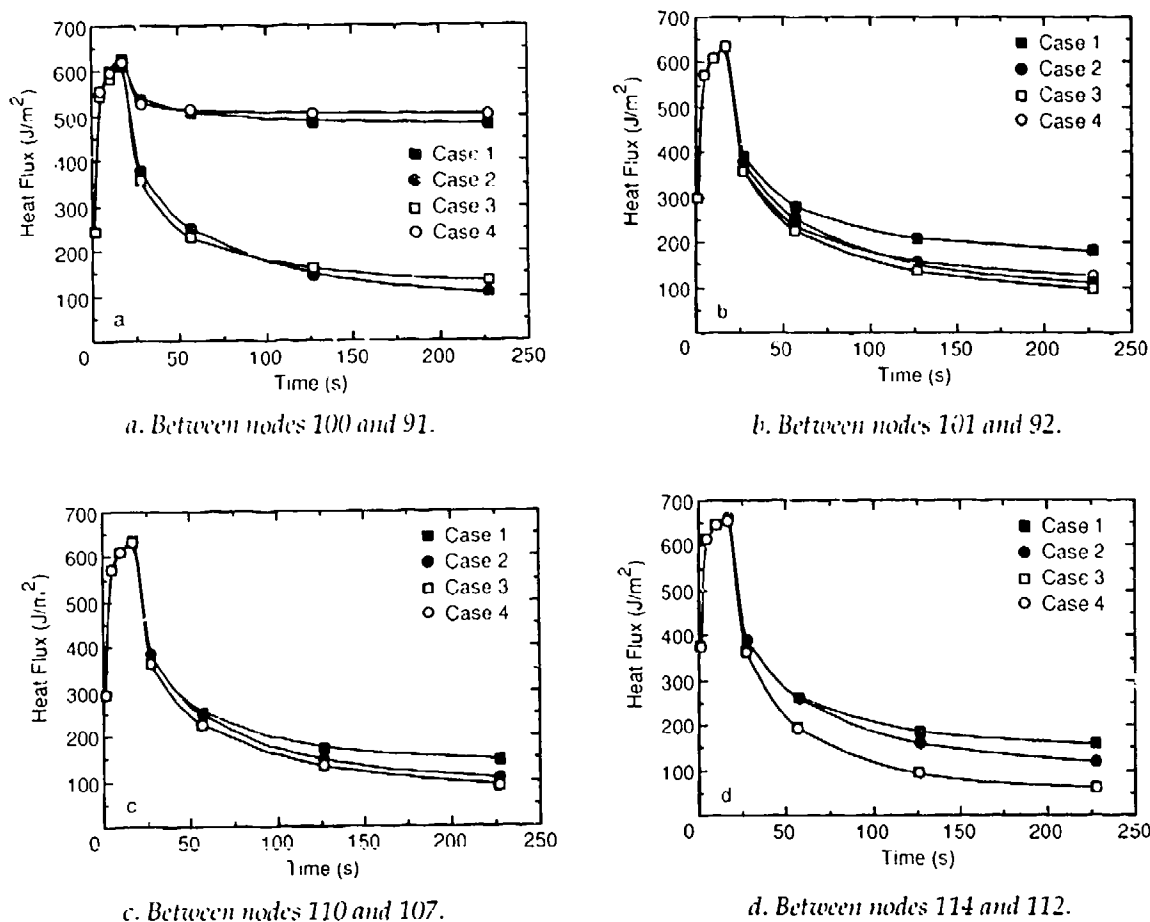 700
600
500
400
300
200
100
Heat Flux (J/m2)
Case 1
Case 2
Case 3
Case 4
a
0 50 100 150 200 250
Time (s)
a. Between nodes 100 and 91.
700
600
500
400
300
200
100
Heat Flux (J/m2)
Case 1
Case 2
Case 3
Case 4
b
0 50 100 150 200 250
Time (s)
b. Between nodes 101 and 92.
700
600
500
400
300
200
100
Heat Flux (J/m2)
Case 1
Case 2
Case 3
Case 4
c
0 50 100 150 200 250
Time (s)
c. Between nodes 110 and 107.
700
600
500
400
300
200
100
Heat Flux (J/m2)
Case 1
Case 2
Case 3
Case 4
d
0 50 100 150 200 250
Time (s)
d. Between nodes 114 and 112.